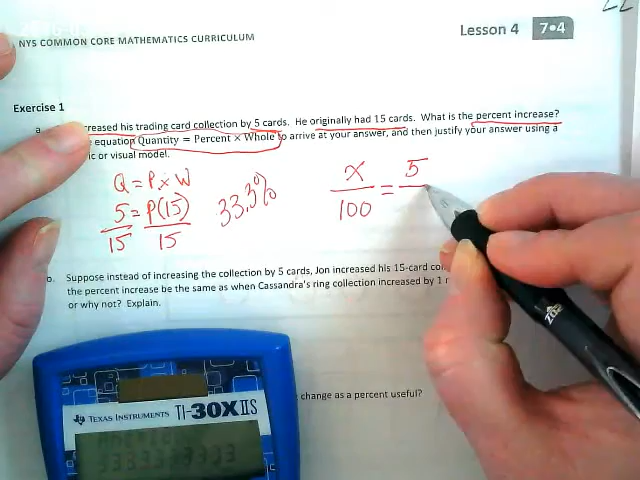 NYS COMMON CORE MATHEMATICS CURRICULUM
Lesson 4 7•4
Exercise 1
a. creased his trading card collection by 5 cards. He originally had 15 cards. What is the percent increase?
equation Quantity = Percent × Whole to arrive at your answer, and then justify your answer using a
ic or visual model.
Q = P × W
5 = P(15)
15 15
33.3%
x = 5
100
Suppose instead of increasing the collection by 5 cards, Jon increased his 15-card
the percent increase be the same as when Cassandra's ring collection increased by 1
or why not? Explain.
change as a percent useful?
TEXAS INSTRUMENTS TI-30X IIS